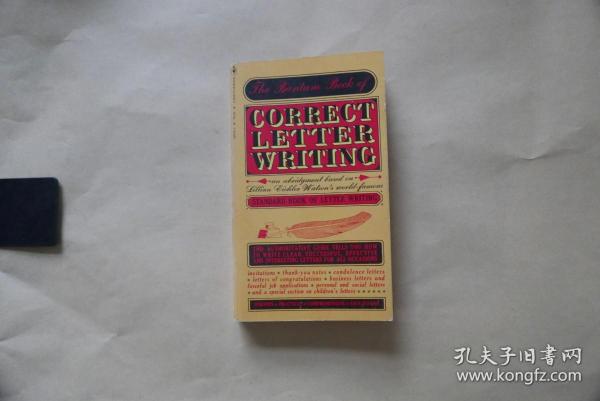 The Bantam Book of
CORRECT
LETTER
WRITING
an abridgment based on
Lillian Eichler Watson's world-famous
STANDARD BOOK OF LETTER WRITING
THE AUTHORITATIVE GUIDE TELLS YOU HOW
TO WRITE CLEAR, SUCCESSFUL, EFFECTIVE
AND INTERESTING LETTERS FOR ALL OCCASIONS
invitations • thank-you notes • condolence letters
• letters of congratulations • business letters and
forceful job applications • personal and social letters
• and a special section on children's letters
MODERN • PRACTICAL • COMPREHENSIVE
孔夫子旧书网
www.kongfz.com